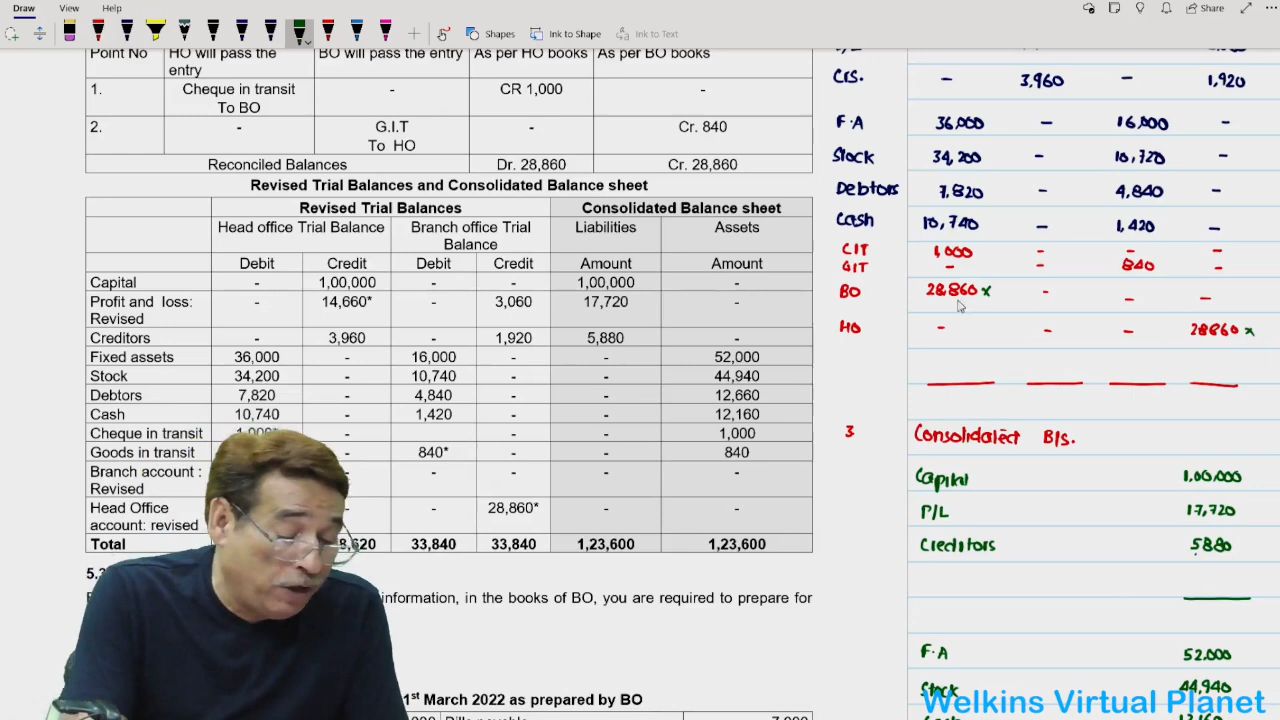 Draw View Help
Share
Shapes Ink to Shape Ink to Text
Point No HO will pass the entry BO will pass the entry As per HO books As per BO books
1. Cheque in transit To BO - CR 1,000 -
2. - G.I.T To HO - Cr. 840
Reconciled Balances Dr. 28,860 Cr. 28,860
Revised Trial Balances and Consolidated Balance sheet
Revised Trial Balances Consolidated Balance sheet
Head office Trial Balance Branch office Trial Balance Liabilities Assets
Debit Credit Debit Credit Amount Amount
Capital 1,00,000 1,00,000
Profit and loss: Revised 14,660* 3,060 17,720
Creditors 3,960 1,920 5,880 -
Fixed assets 36,000 - 16,000 - - 52,000
Stock 34,200 - 10,740 - - 44,940
Debtors 7,820 - 4,840 - - 12,660
Cash 10,740 - 1,420 - - 12,160
Cheque in transit - - - - 1,000
Goods in transit - 840* - - 840
Branch account : Revised - - - -
Head Office account: revised - - 28,860* - -
Total 33,840 33,840 1,23,600 1,23,600
information, in the books of BO, you are required to prepare for
1st March 2022 as prepared by BO
Bills payable 7,000
Crs. - 3,960 - 1,920
F.A 36,000 - 16,000 -
Stock 34,200 - 10,720 -
Debtors 7,820 - 4,840 -
Cash 10,740 - 1,420 -
CIT 1,000 - - -
GIT - - 840 -
BO 28,860 x - - -
HO - - - 28860 x
3 Consolidated B/s.
Capital 1,00,000
P/L 17,720
Creditors 5880
F.A 52,000
Stock 44,940
Welkins Virtual Planet